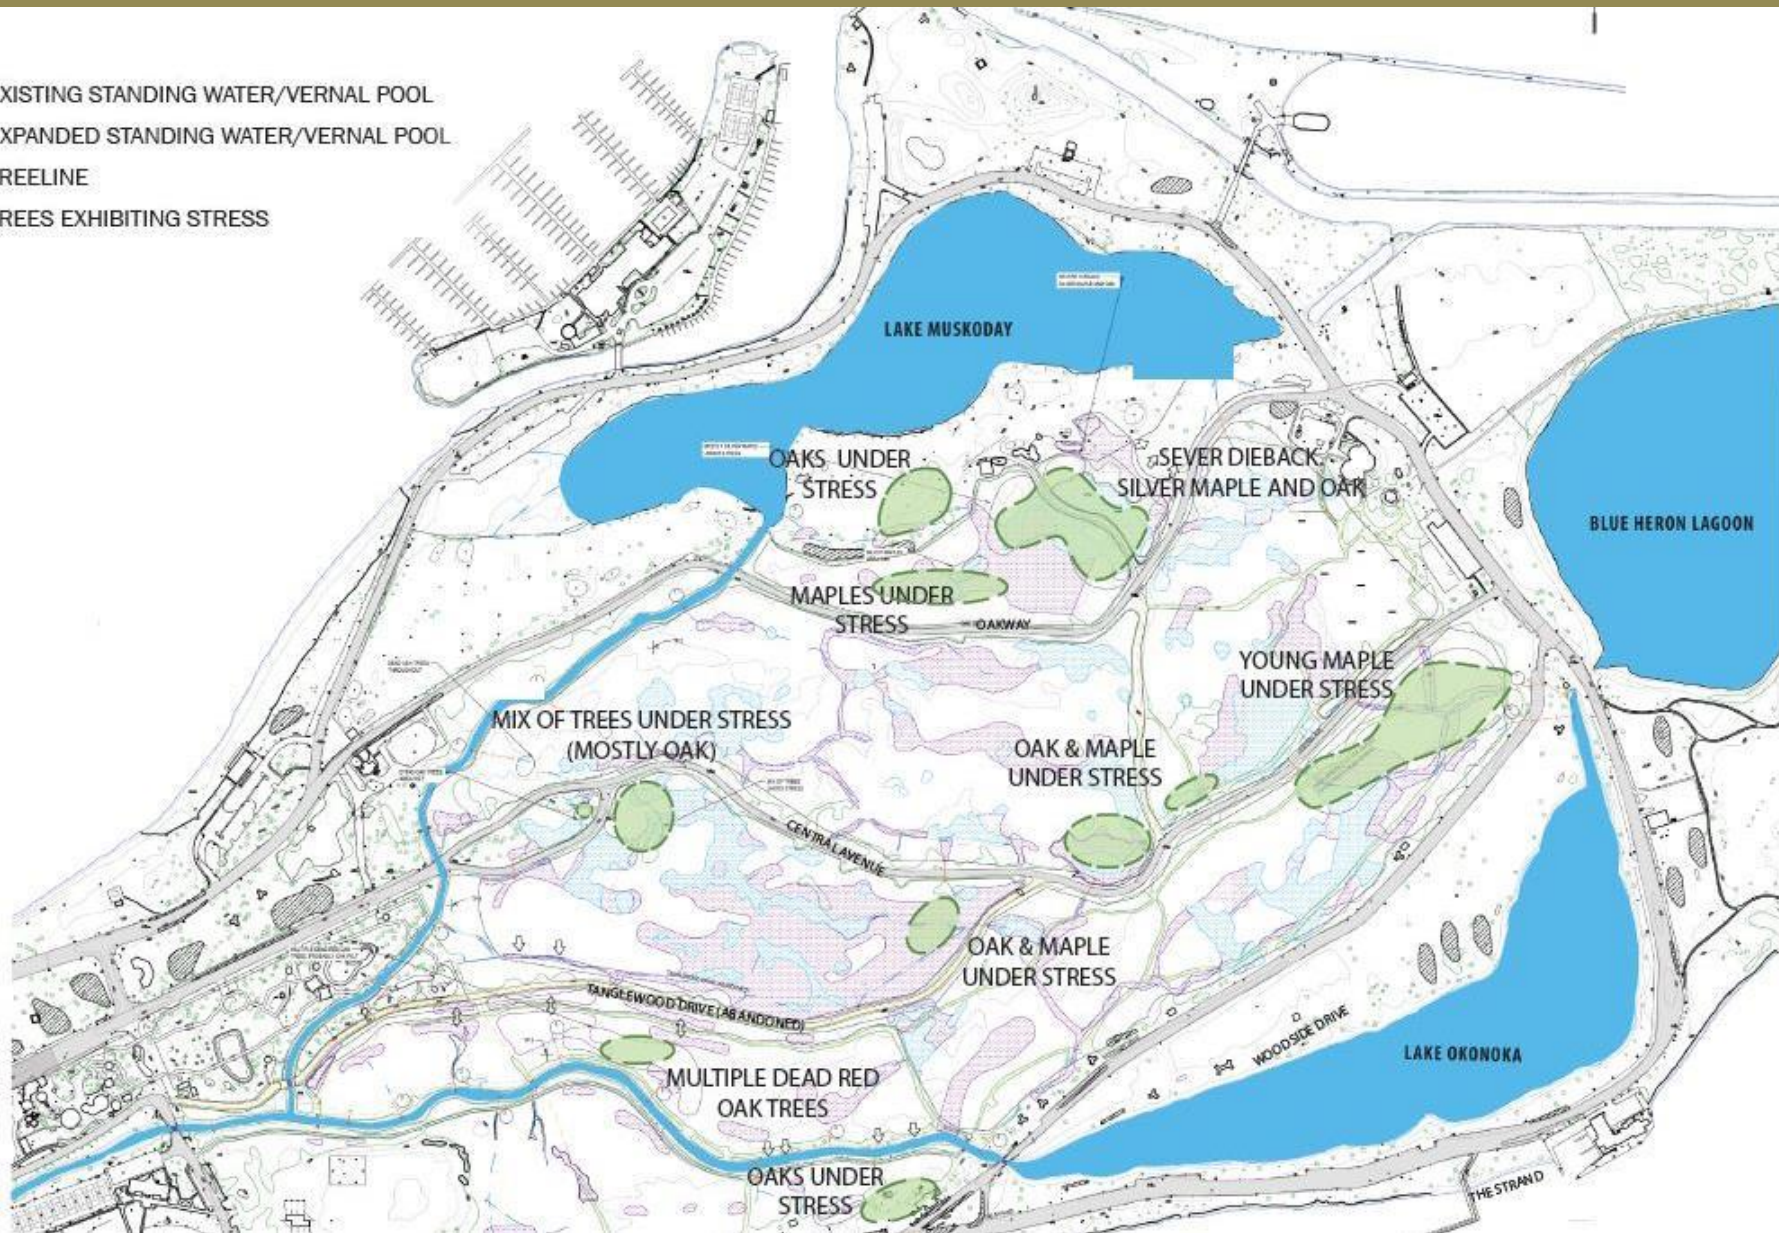 XISTING STANDING WATER/VERNAL POOL
XPANDED STANDING WATER/VERNAL POOL
REELINE
REES EXHIBITING STRESS
LAKE MUSKODAY
OAKS UNDER
STRESS
SEVER DIEBACK
SILVER MAPLE AND OAK
BLUE HERON LAGOON
MAPLES UNDER
STRESS
OAKWAY
YOUNG MAPLE
UNDER STRESS
MIX OF TREES UNDER STRESS
(MOSTLY OAK)
OAK & MAPLE
UNDER STRESS
CENTRAL AVENUE
OAK & MAPLE
UNDER STRESS
TANGLEWOOD DRIVE (ABANDONED)
WOODSIDE DRIVE
LAKE OKONOKA
MULTIPLE DEAD RED
OAK TREES
OAKS UNDER
STRESS
THE STRAND